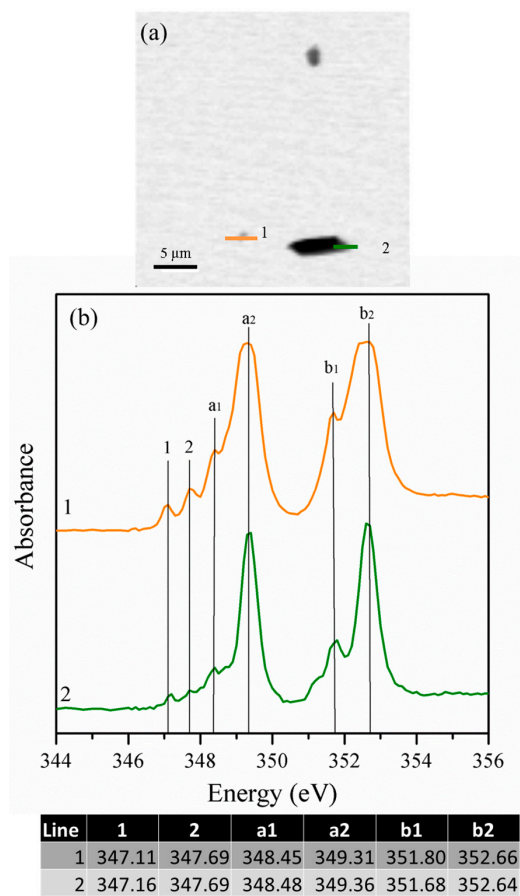 (a)
1
2
5 µm
(b)
a2
b2
b1
a1
1 2
1
2
Absorbance
344 346 348 350 352 354 356
Energy (eV)
Line 1 2 a1 a2 b1 b2
1 347.11 347.69 348.45 349.31 351.80 352.66
2 347.16 347.69 348.48 349.36 351.68 352.64